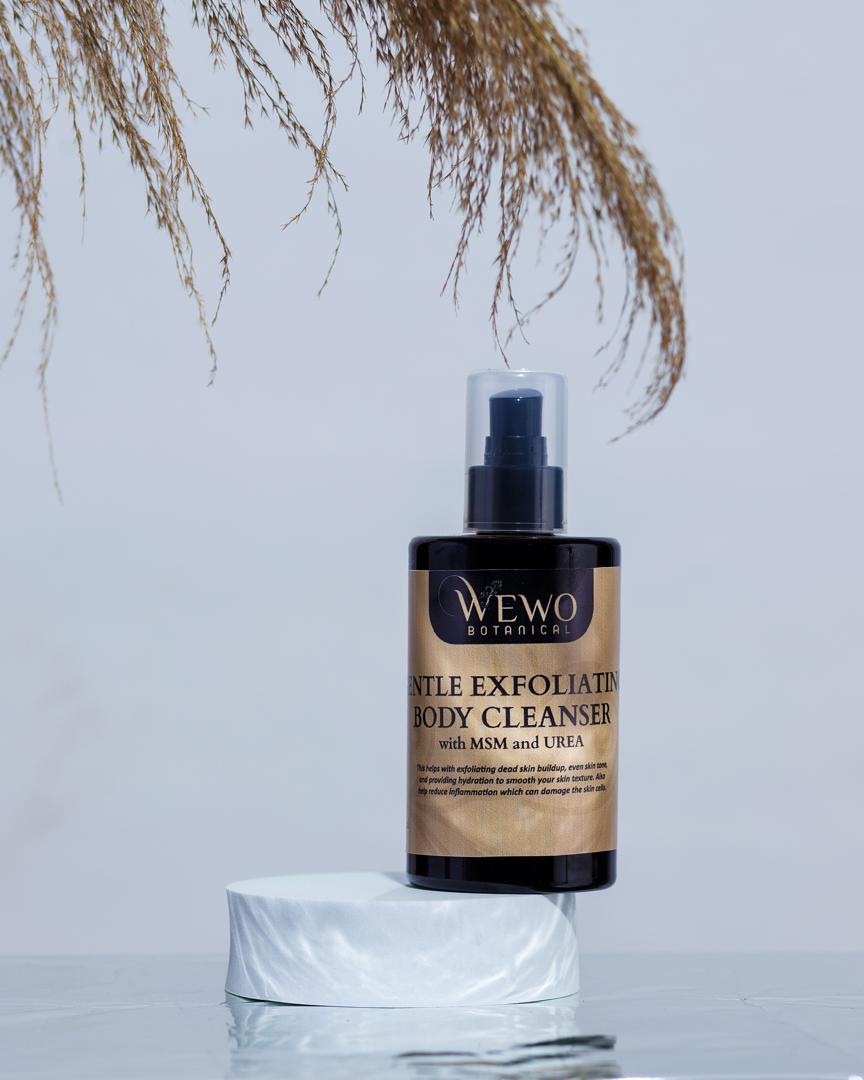 WEWO
BOTANICAL
ENTLE EXFOLIATIN
BODY CLEANSER
with MSM and UREA
This helps with exfoliating dead skin buildup, even skin tone,
and providing hydration to smooth your skin texture. Also
help reduce inflammation which can damage the skin cells.